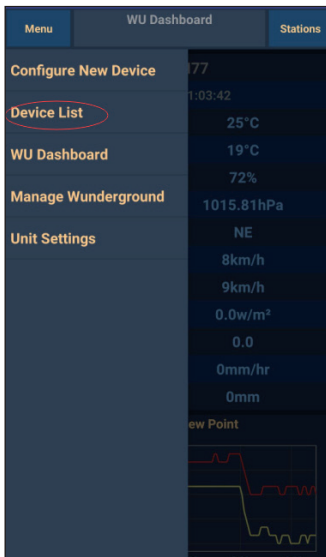 Menu
WU Dashboard
Stations
Configure New Device
Device List
WU Dashboard
Manage Wunderground
Unit Settings
177
1:03:42
25°C
19°C
72%
1015.81hPa
NE
8km/h
9km/h
0.0w/m²
0.0
0mm/hr
0mm
ew Point